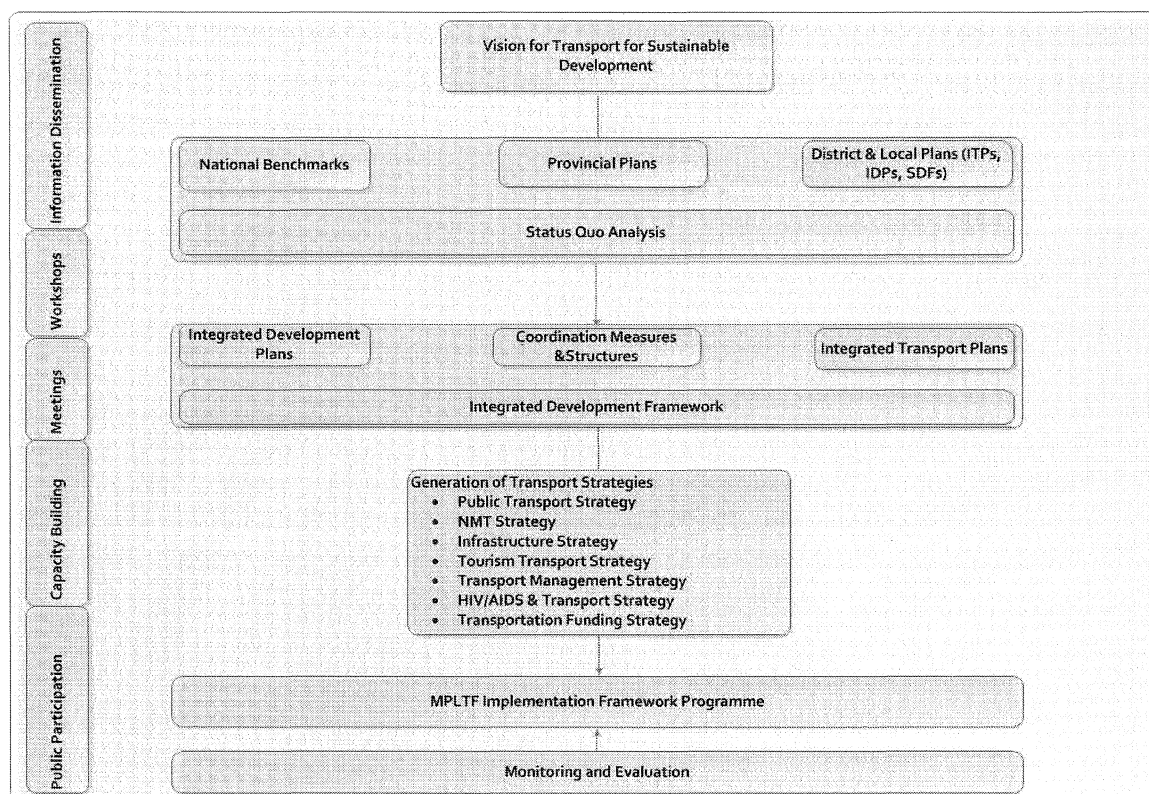 Information Dissemination
Workshops
Meetings
Capacity Building
Public Participation
Vision for Transport for Sustainable
Development
National Benchmarks
Provincial Plans
District & Local Plans (ITPs,
IDPs, SDFs)
Status Quo Analysis
Integrated Development
Plans
Coordination Measures
&Structures
Integrated Transport Plans
Integrated Development Framework
Generation of Transport Strategies
• Public Transport Strategy
• NMT Strategy
• Infrastructure Strategy
• Tourism Transport Strategy
• Transport Management Strategy
• HIV/AIDS & Transport Strategy
• Transportation Funding Strategy
MPLTF Implementation Framework Programme
Monitoring and Evaluation